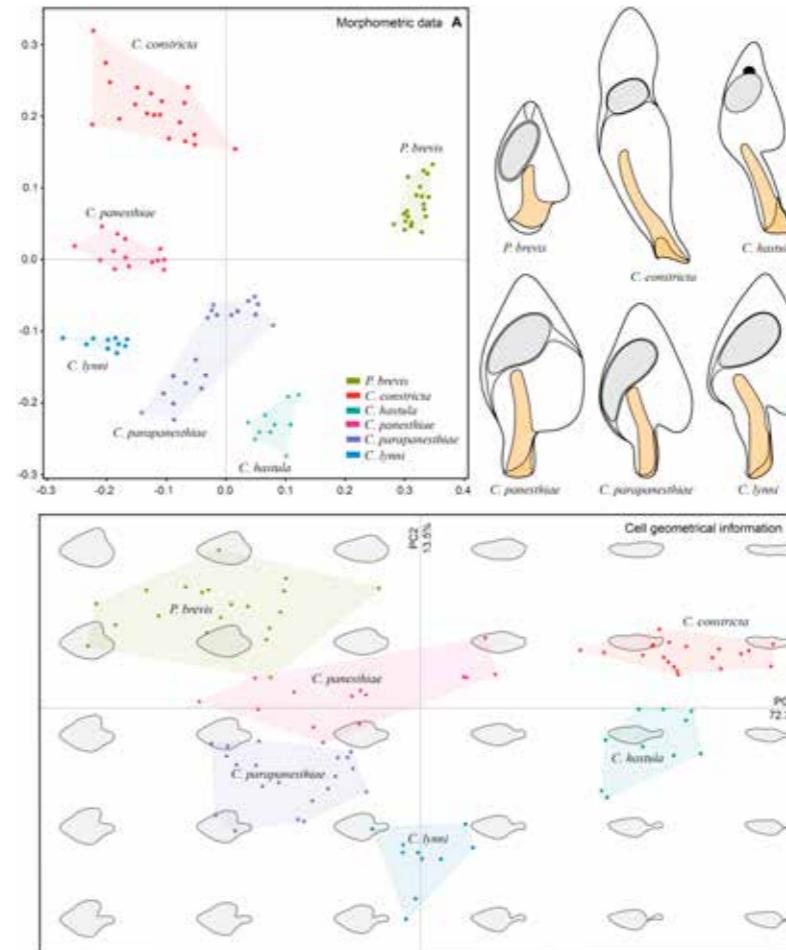 Morphometric data A
0.3
0.2
0.1
0.0
-0.1
-0.2
-0.3
-0.3
-0.2
-0.1
0.0
0.1
0.2
0.3
0.4
C. constricta
P. brevis
C. panesthiae
C. lynni
C. parapanesthiae
C. hastula
P. brevis
C. constricta
C. hastula
C. panesthiae
C. parapanesthiae
C. lynni
P. brevis
C. constricta
C. hastul
C. panesthiae
C. parapanesthiae
C. lynni
Cell geometrical information
PC2
13.5%
P. brevis
C. constricta
C. panesthiae
PC
72.
C. parapanesthiae
C. hastula
C. lynni